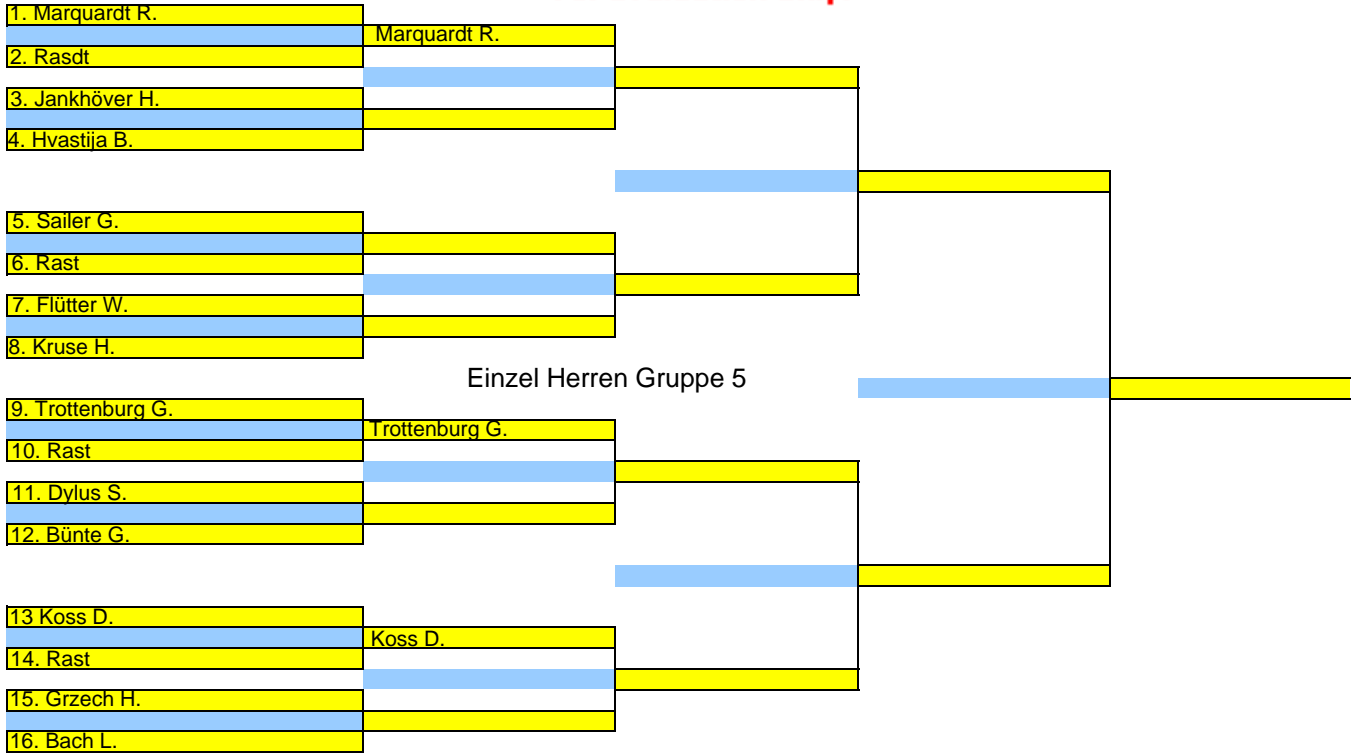 1. Marquardt R.
Marquardt R.
2. Rasdt
3. Jankhöver H.
4. Hvastija B.
5. Sailer G.
6. Rast
7. Flütter W.
8. Kruse H.
Einzel Herren Gruppe 5
9. Trottenburg G.
Trottenburg G.
10. Rast
11. Dylus S.
12. Bünte G.
13 Koss D.
Koss D.
14. Rast
15. Grzech H.
16. Bach L.